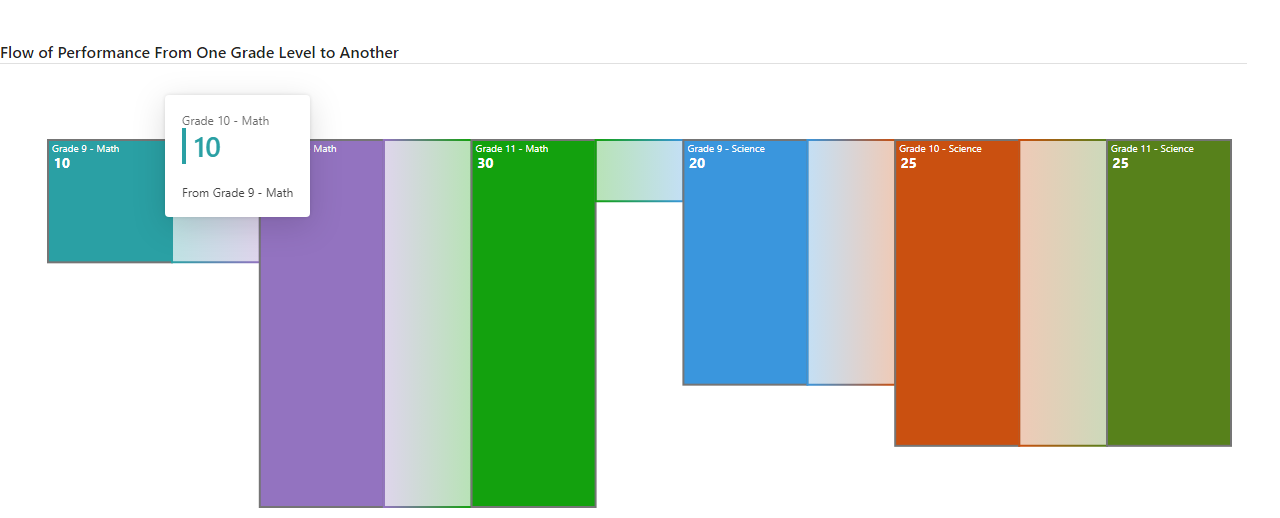 Flow of Performance From One Grade Level to Another
Grade 10 - Math
10
From Grade 9 - Math
Grade 9 - Math
10
Math
Grade 11 - Math
30
Grade 9 - Science
20
Grade 10 - Science
25
Grade 11 - Science
25